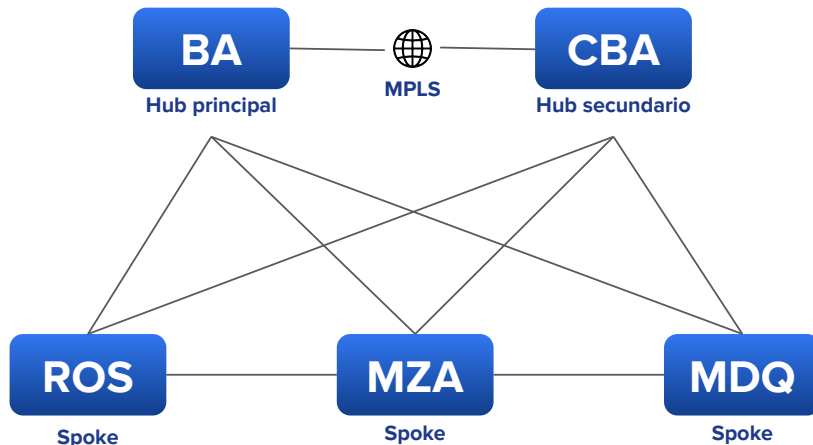 BA
CBA
MPLS
Hub principal
Hub secundario
ROS
MZA
MDQ
Spoke
Spoke
Spoke